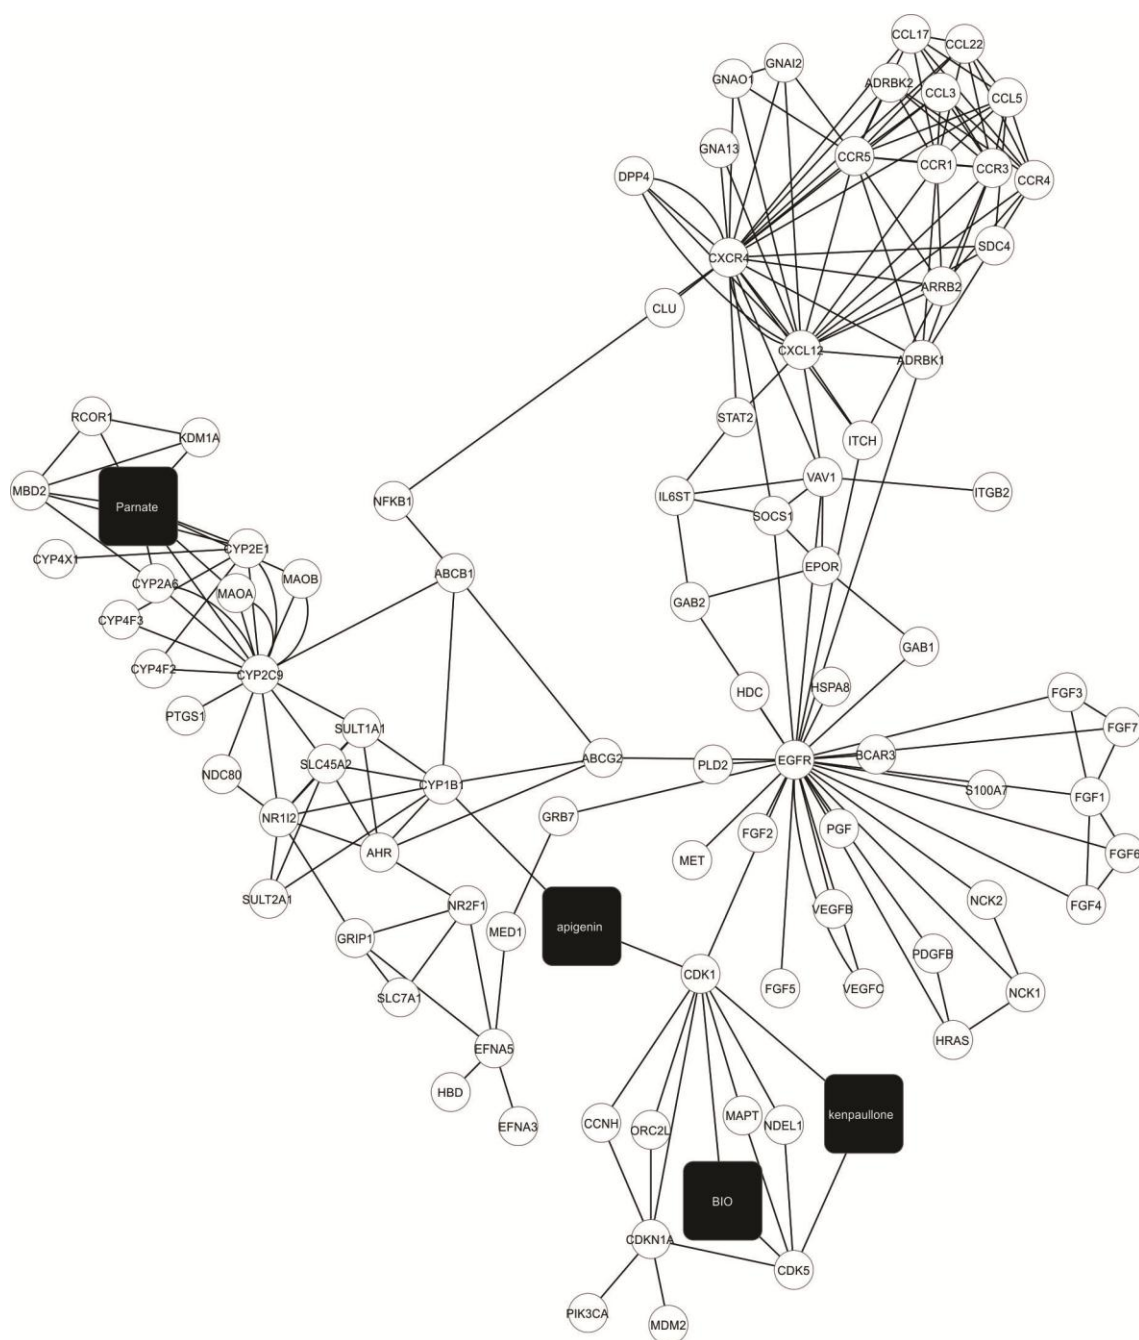 CCL17
CCL22
GNAO1
GNAI2
ADRBK2
CCL3
CCL5
GNA13
CCR5
CCR1
CCR3
CCR4
DPP4
CXCR4
SDC4
ARRB2
CLU
CXCL12
ADRBK1
RCOR1
KDM1A
STAT2
ITCH
MBD2
Parnate
NFKB1
IL6ST
VAV1
SOCS1
ITGB2
CYP4X1
CYP2E1
CYP2A6
MAOA
MAOB
ABCB1
EPOR
GAB2
CYP4F3
CYP4F2
CYP2C9
GAB1
HDC
HSPA8
FGF3
PTGS1
SULT1A1
FGF7
NDC80
SLC45A2
CYP1B1
ABCG2
PLD2
EGFR
BCAR3
S100A7
FGF1
NR1I2
AHR
GRB7
FGF2
PGF
MET
FGF6
SULT2A1
NR2F1
MED1
apigenin
VEGFB
NCK2
FGF4
GRIP1
SLC7A1
CDK1
FGF5
VEGFC
PDGFB
NCK1
EFNA5
HRAS
HBD
EFNA3
CCNH
ORC2L
MAPT
NDEL1
kenpaullone
BIO
CDKN1A
CDK5
PIK3CA
MDM2